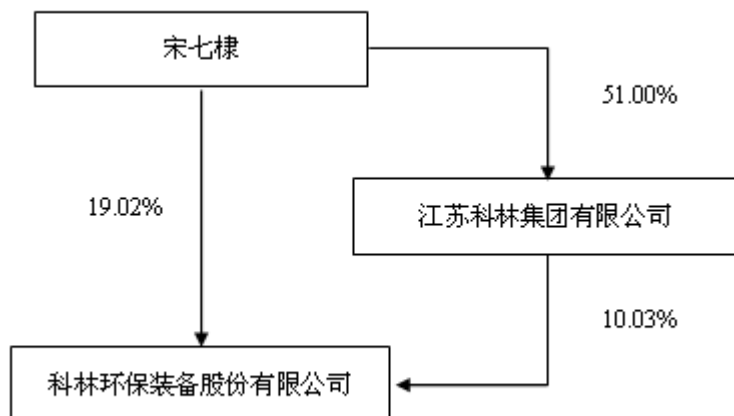 宋七棣
51.00%
19.02%
江苏科林集团有限公司
10.03%
科林环保装备股份有限公司